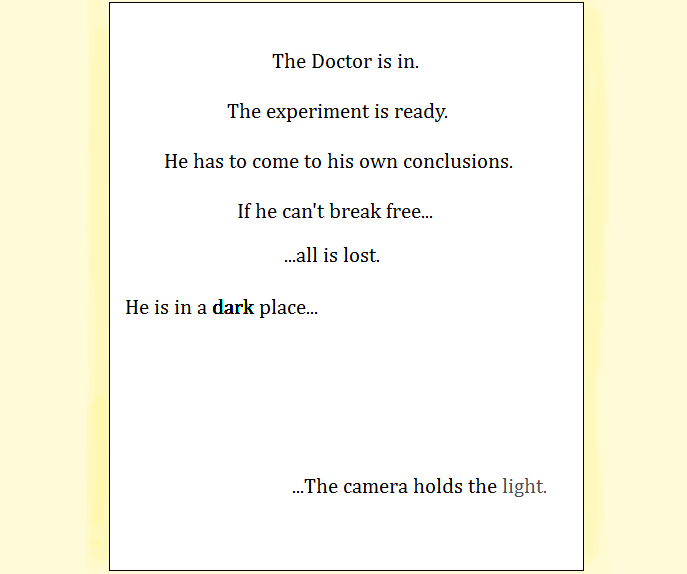 The Doctor is in.
The experiment is ready.
He has to come to his own conclusions.
If he can't break free...
...all is lost.
He is in a dark place...
...The camera holds the light.